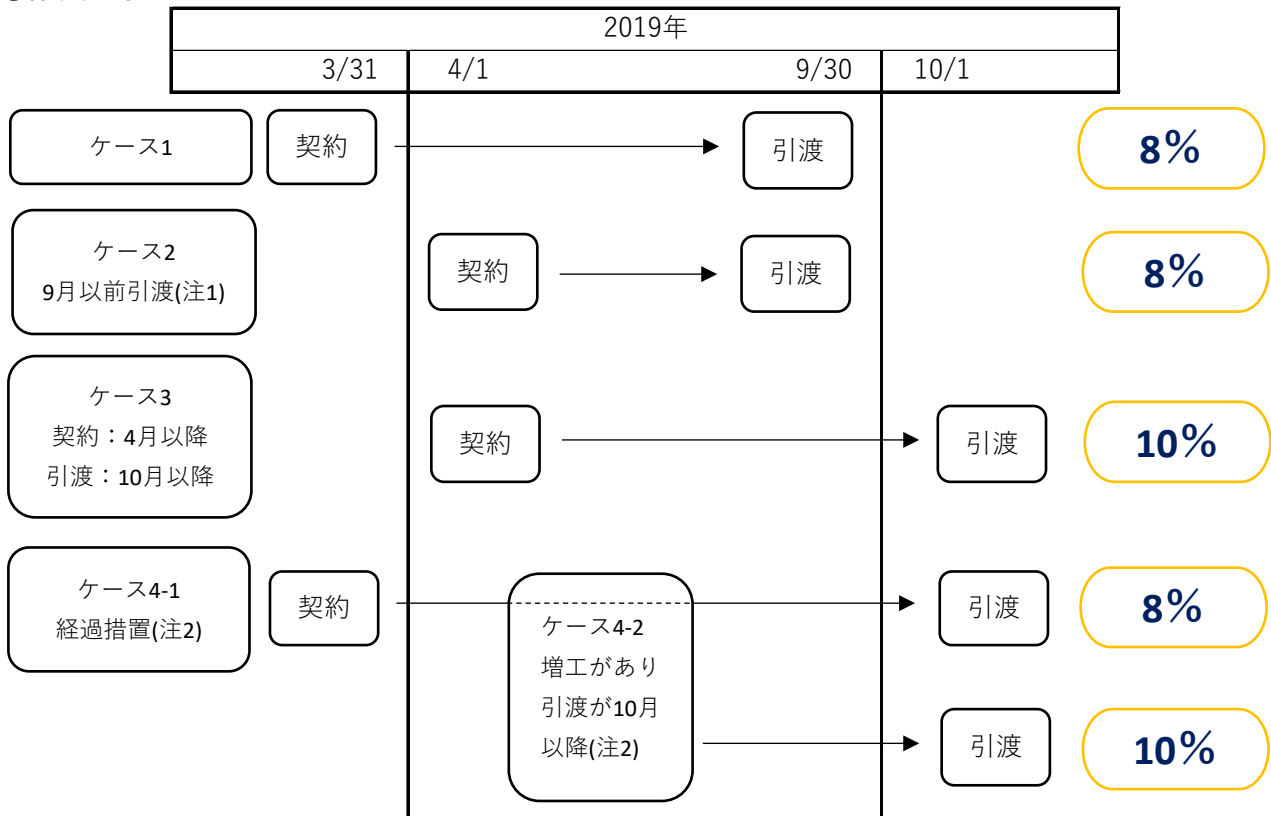 2019年
3/31
4/1
9/30
10/1
ケース1
契約
引渡
8%
ケース2
9月以前引渡(注1)
契約
引渡
8%
ケース3
契約：4月以降
引渡：10月以降
契約
引渡
10%
ケース4-1
経過措置(注2)
契約
引渡
8%
ケース4-2
増工があり
引渡が10月
以降(注2)
引渡
10%